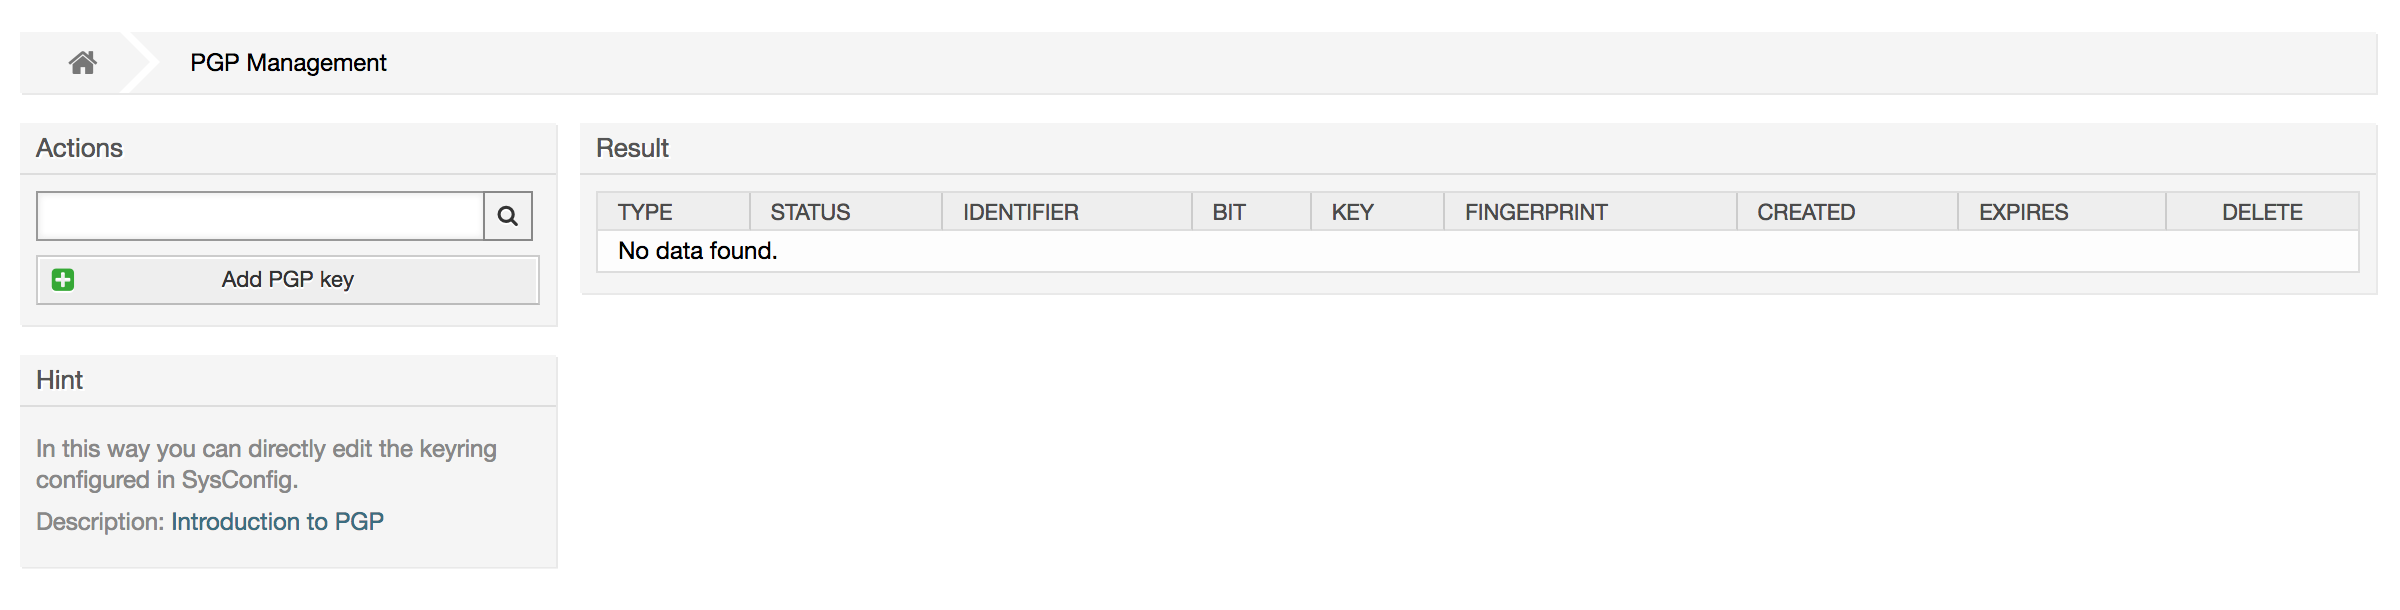 PGP Management
Actions
Add PGP key
Hint
In this way you can directly edit the keyring
configured in SysConfig.
Description: Introduction to PGP
Result
TYPE STATUS IDENTIFIER BIT KEY FINGERPRINT CREATED EXPIRES DELETE
No data found.